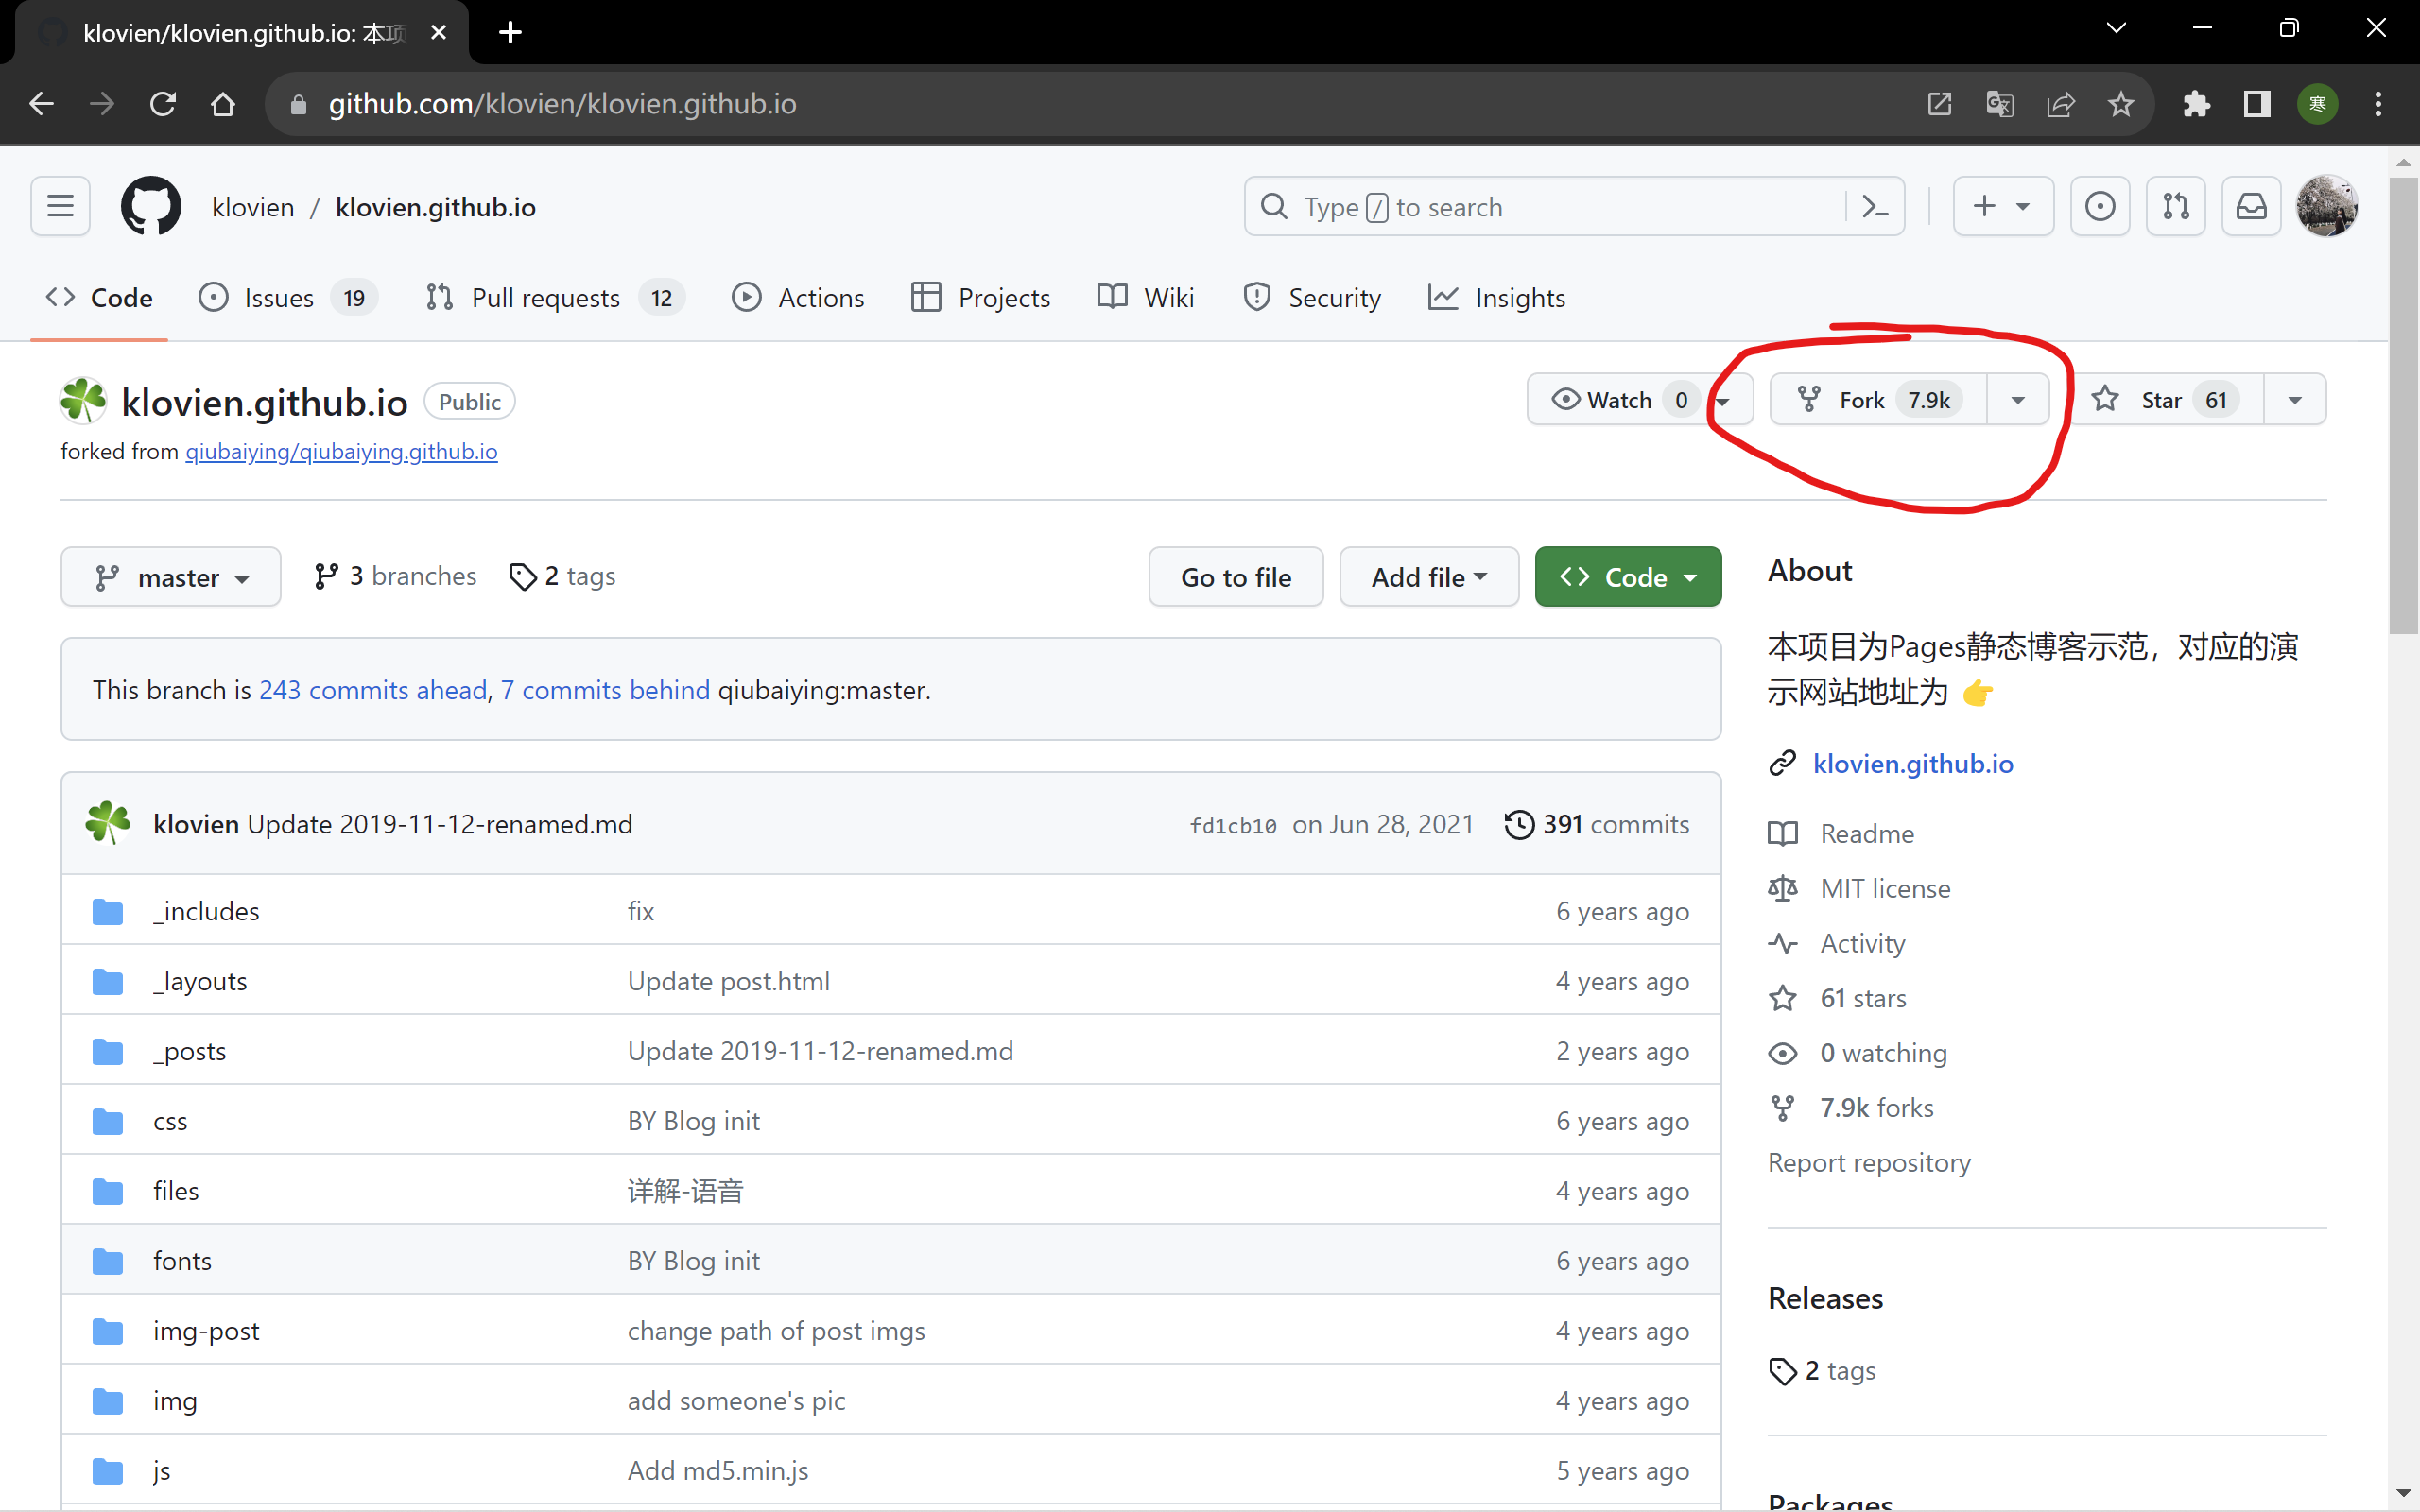 klovien/klovien.github.io: 本项
github.com/klovien/klovien.github.io
寒
klovien / klovien.github.io
Type / to search
Code Issues 19 Pull requests 12 Actions Projects Wiki Security Insights
klovien.github.io Public
Watch 0 Fork 7.9k Star 61
forked from qiubaiying/qiubaiying.github.io
master 3 branches 2 tags Go to file Add file Code
This branch is 243 commits ahead, 7 commits behind qiubaiying:master.
klovien Update 2019-11-12-renamed.md fd1cb10 on Jun 28, 2021 391 commits
_includes fix 6 years ago
_layouts Update post.html 4 years ago
_posts Update 2019-11-12-renamed.md 2 years ago
css BY Blog init 6 years ago
files 详解-语音 4 years ago
fonts BY Blog init 6 years ago
img-post change path of post imgs 4 years ago
img add someone's pic 4 years ago
js Add md5.min.js 5 years ago
About
本项目为Pages静态博客示范，对应的演
示网站地址为 👉
klovien.github.io
Readme
MIT license
Activity
61 stars
0 watching
7.9k forks
Report repository
Releases
2 tags
Packages